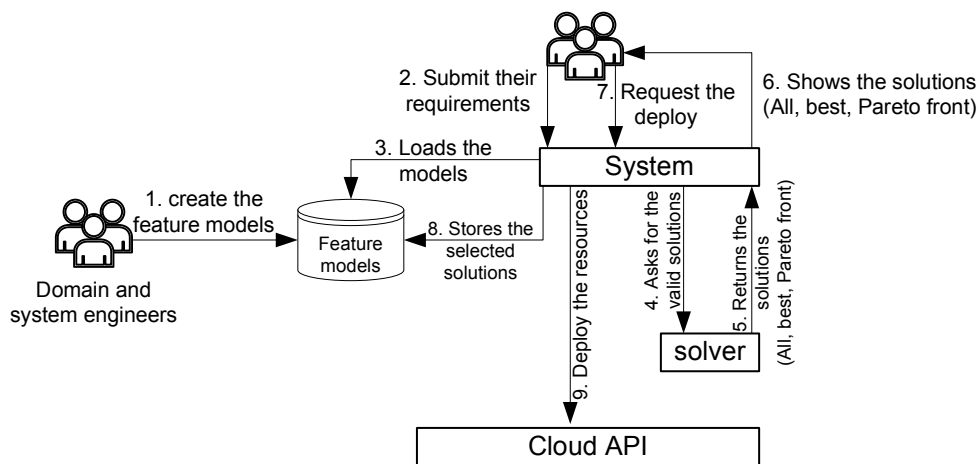 2. Submit their
requirements
7. Request the
deploy
6. Shows the solutions
(All, best, Pareto front)
3. Loads the
models
System
1. create the
feature models
Feature
models
8. Stores the
selected
solutions
Domain and
system engineers
9. Deploy the resources
4. Asks for the
valid solutions
5. Returns the
solutions
(All, best, Pareto front)
solver
Cloud API